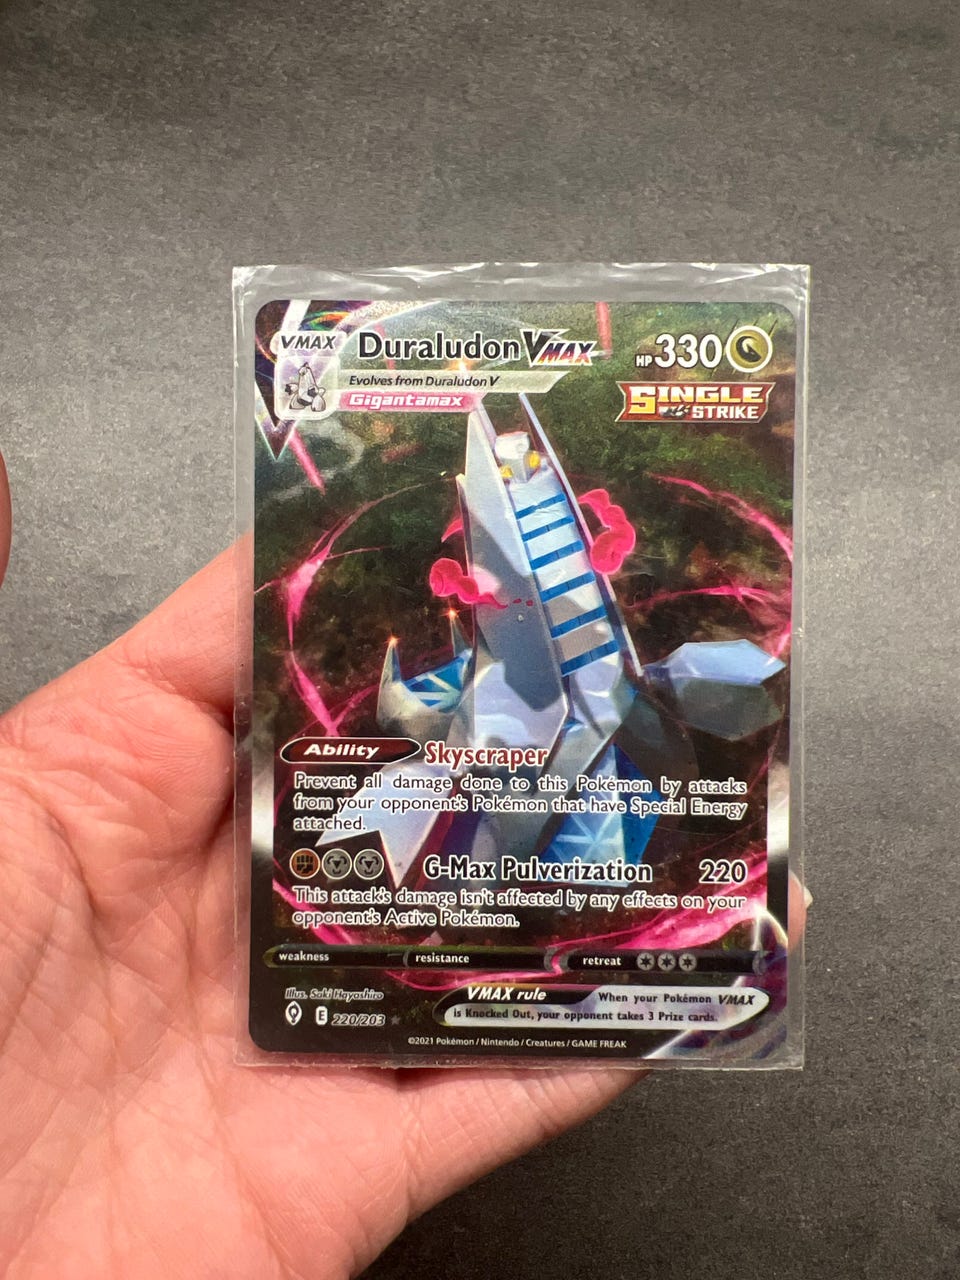 VMAX
Duraludon VMAX
HP 330
Evolves from Duraludon V
Gigantamax
SINGLE
STRIKE
Ability Skyscraper
Prevent all damage done to this Pokémon by attacks
from your opponent's Pokémon that have Special Energy
attached.
G-Max Pulverization 220
This attack's damage isn't affected by any effects on your
opponent's Active Pokémon.
weakness resistance retreat
Illus. Saki Hayashiro
VMAX rule When your Pokémon VMAX
is Knocked Out, your opponent takes 3 Prize cards.
E 220/203
©2021 Pokémon / Nintendo / Creatures / GAME FREAK